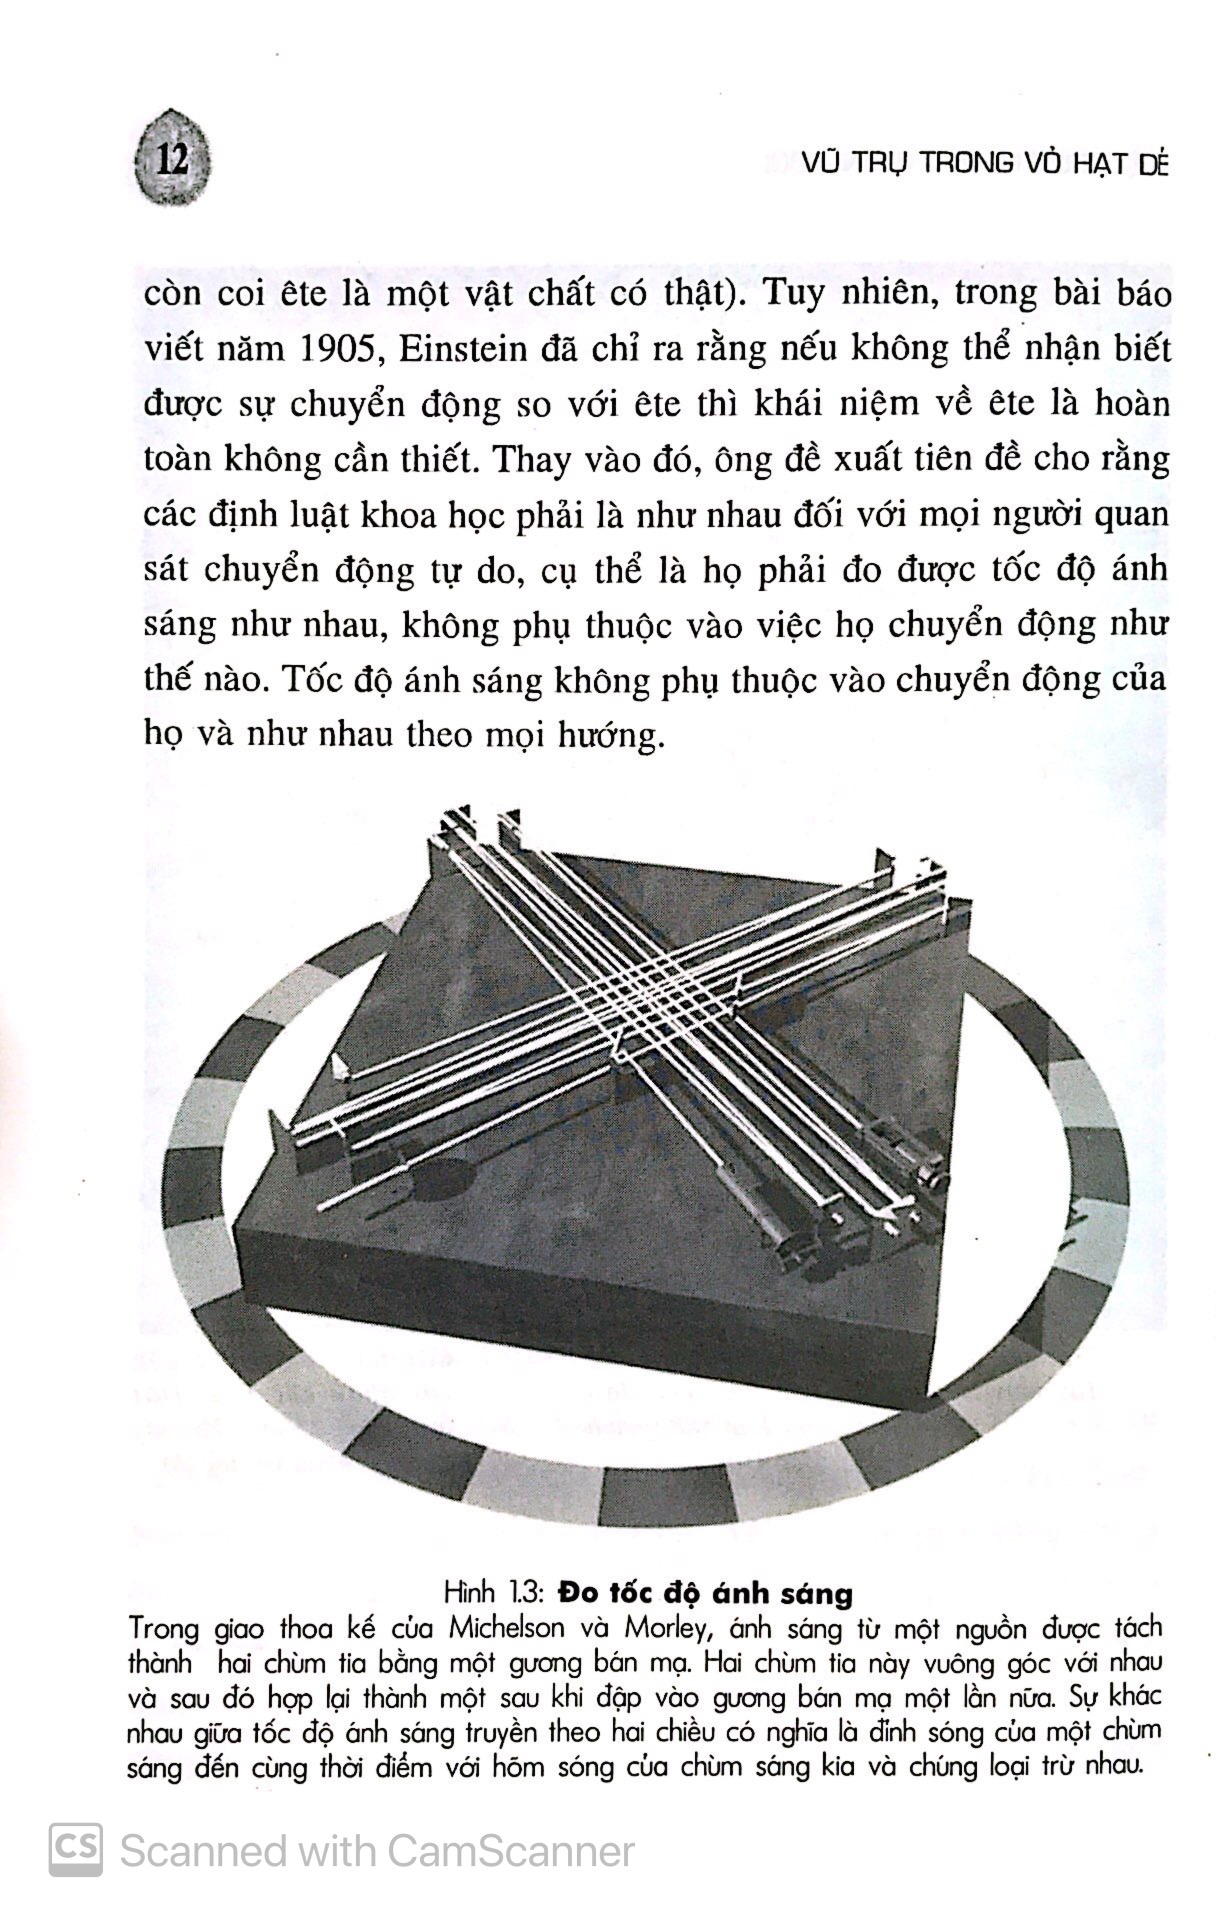 12
VŨ TRỤ TRONG VỎ HẠT DẺ
còn coi ête là một vật chất có thật). Tuy nhiên, trong bài báo
viết năm 1905, Einstein đã chỉ ra rằng nếu không thể nhận biết
được sự chuyển động so với ête thì khái niệm về ête là hoàn
toàn không cần thiết. Thay vào đó, ông đề xuất tiên đề cho rằng
các định luật khoa học phải là như nhau đối với mọi người quan
sát chuyển động tự do, cụ thể là họ phải đo được tốc độ ánh
sáng như nhau, không phụ thuộc vào việc họ chuyển động như
thế nào. Tốc độ ánh sáng không phụ thuộc vào chuyển động của
họ và như nhau theo mọi hướng.
Hình 1.3: Đo tốc độ ánh sáng
Trong giao thoa kế của Michelson và Morley, ánh sáng từ một nguồn được tách
thành hai chùm tia bằng một gương bán mạ. Hai chùm tia này vuông góc với nhau
và sau đó hợp lại thành một sau khi đập vào gương bán mạ một lần nữa. Sự khác
nhau giữa tốc độ ánh sáng truyền theo hai chiều có nghĩa là đỉnh sóng của một chùm
sáng đến cùng thời điểm với hõm sóng của chùm sáng kia và chúng loại trừ nhau.
CS Scanned with CamScanner